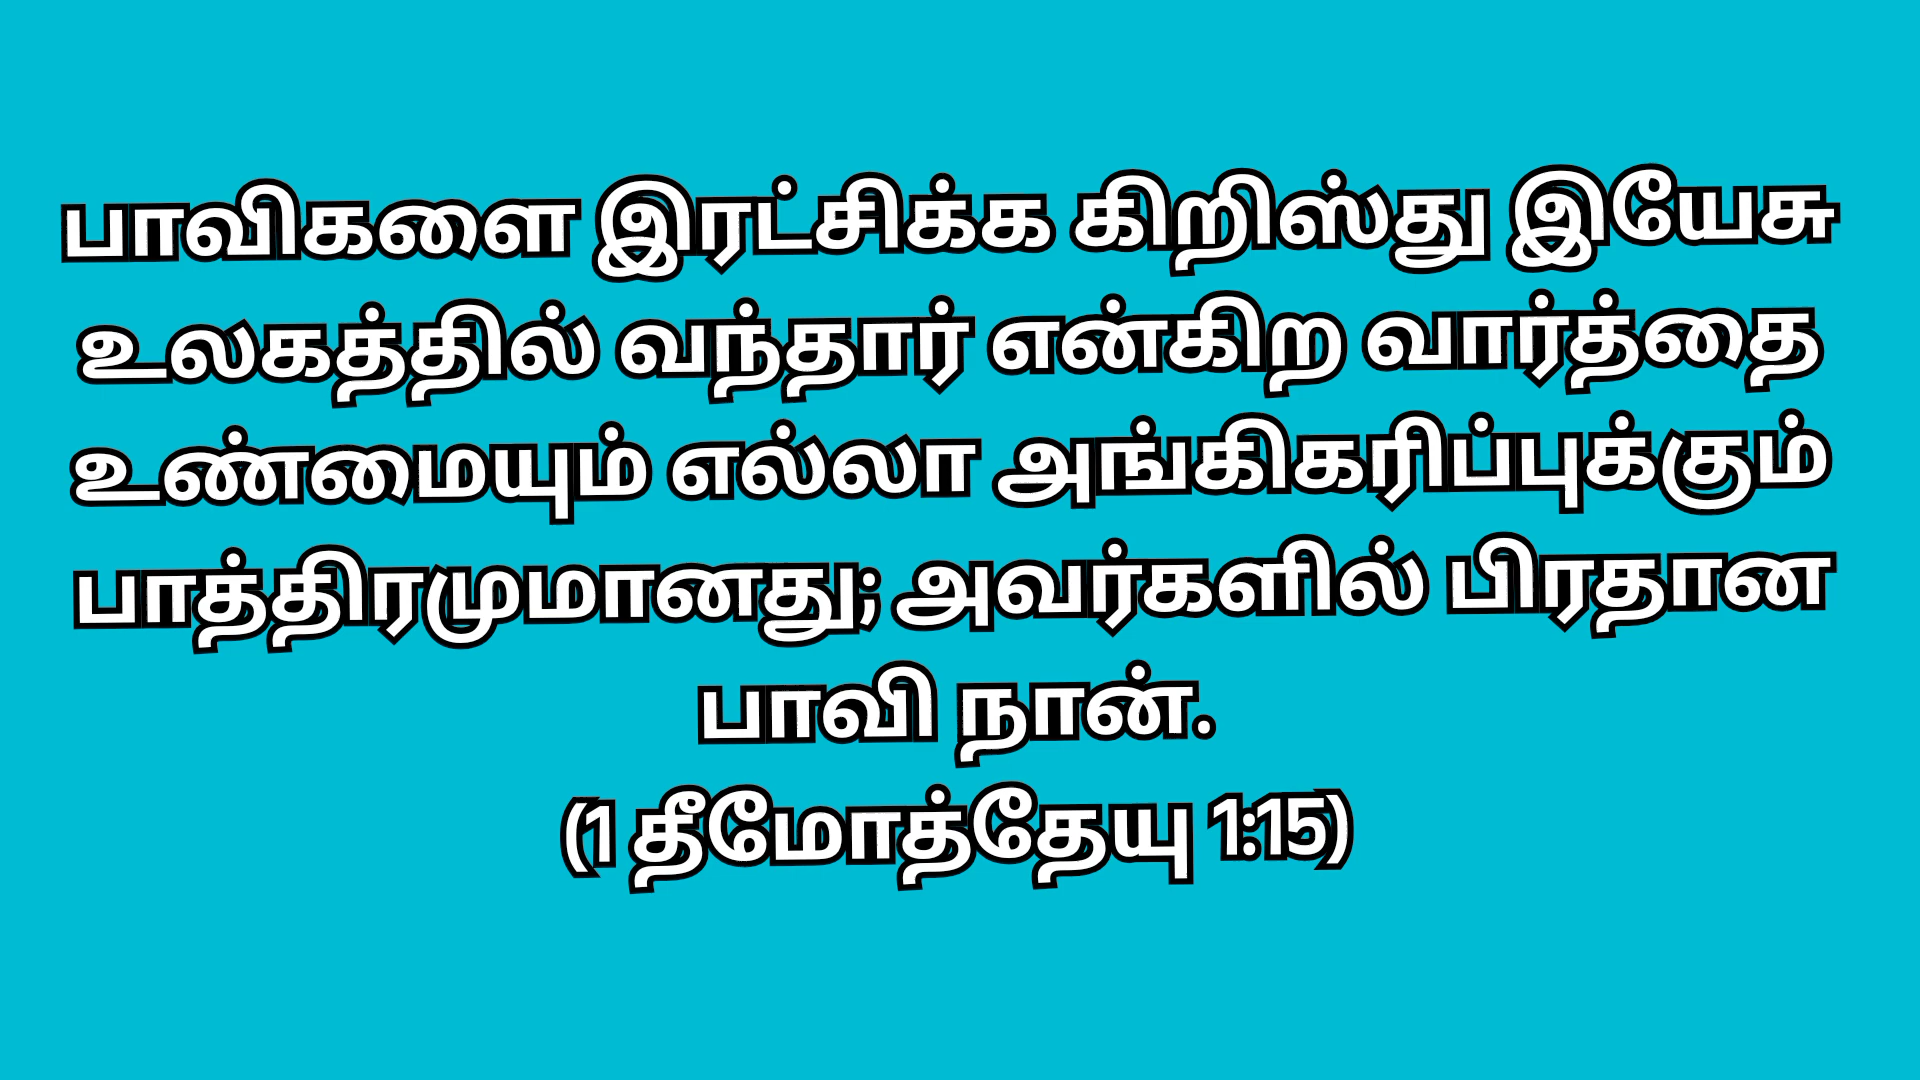 பாவிகளை இரட்சிக்க கிறிஸ்து இயேசு
உலகத்தில் வந்தார் என்கிற வார்த்தை
உண்மையும் எல்லா அங்கிகரிப்புக்கும்
பாத்திரமுமானது; அவர்களில் பிரதான
பாவி நான்.
(1 தீமோத்தேயு 1:15)